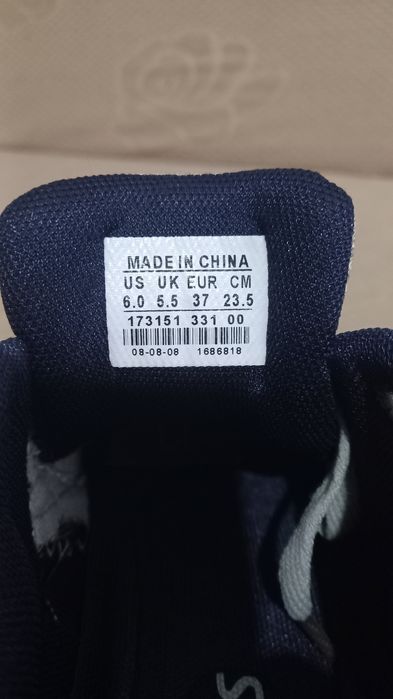 MADE IN CHINA
US UK EUR CM
6.0 5.5 37 23.5
173151 331 00
08-08-08 1686818
S